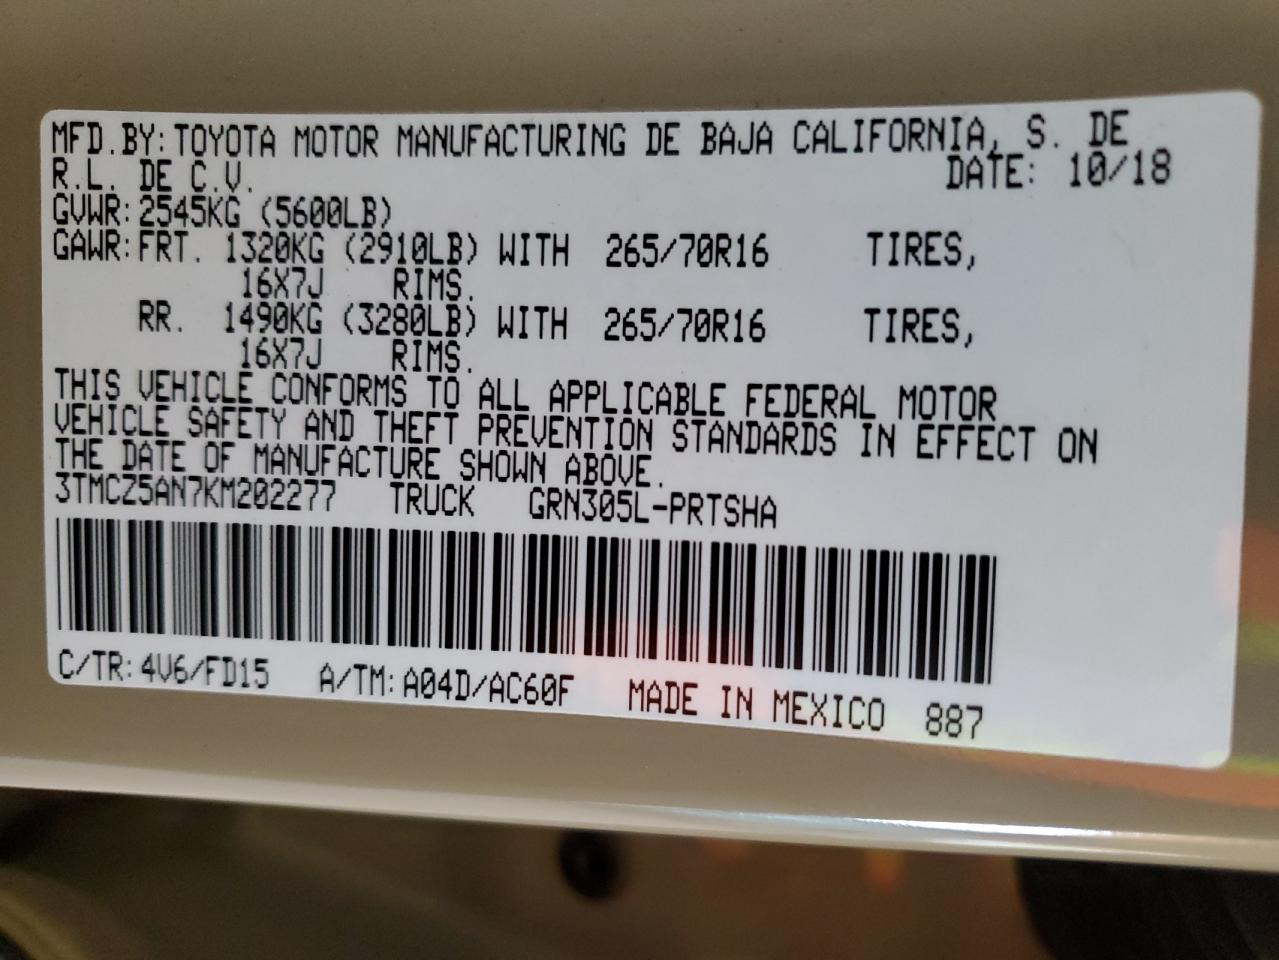 MFD.BY: TOYOTA MOTOR MANUFACTURING DE BAJA CALIFORNIA, S. DE
R.L. DE C.V. DATE: 10/18
GVWR: 2545KG (5600LB)
GAWR: FRT. 1320KG (2910LB) WITH 265/70R16 TIRES,
16X7J RIMS.
RR. 1490KG (3280LB) WITH 265/70R16 TIRES,
16X7J RIMS.
THIS VEHICLE CONFORMS TO ALL APPLICABLE FEDERAL MOTOR
VEHICLE SAFETY AND THEFT PREVENTION STANDARDS IN EFFECT ON
THE DATE OF MANUFACTURE SHOWN ABOVE.
3TMCZ5AN7KM202277 TRUCK GRN305L-PRTSHA
C/TR: 4V6/FD15 A/TM: A04D/AC60F MADE IN MEXICO 887